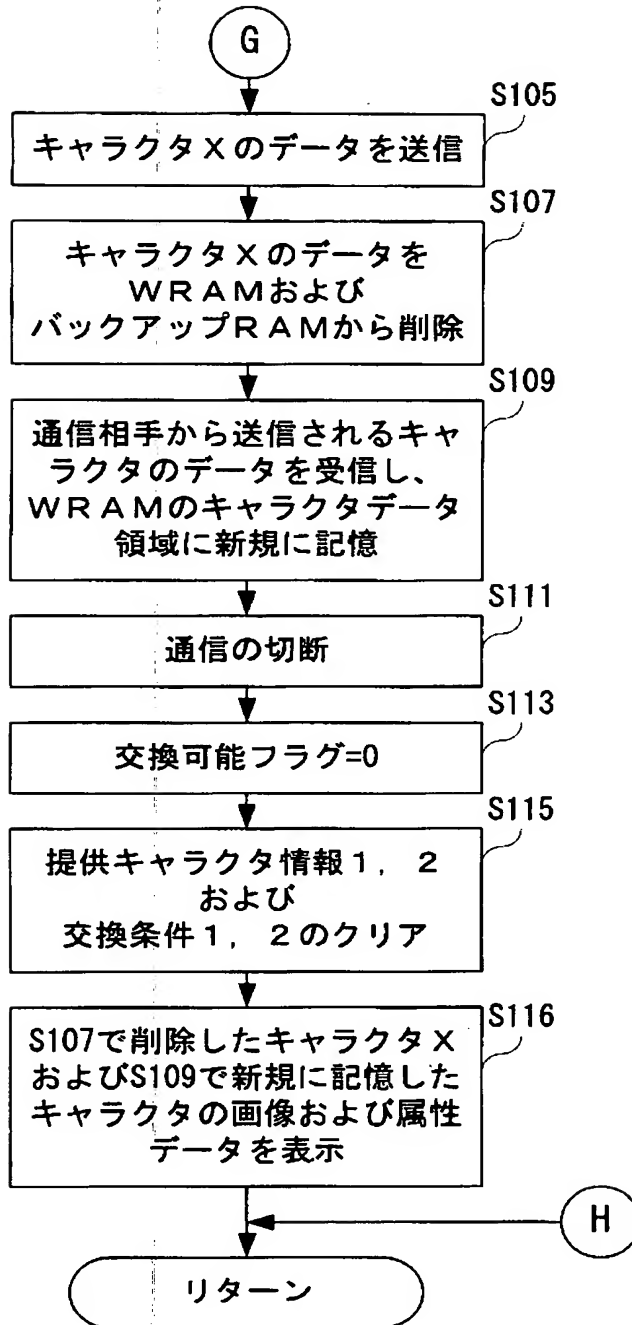 G
S105
キャラクタXのデータを送信
S107
キャラクタXのデータを
WRAMおよび
バックアップRAMから削除
S109
通信相手から送信されるキャ
ラクタのデータを受信し、
WRAMのキャラクタデータ
領域に新規に記憶
S111
通信の切断
S113
交換可能フラグ=0
S115
提供キャラクタ情報1,2
および
交換条件1,2のクリア
S116
S107で削除したキャラクタX
およびS109で新規に記憶した
キャラクタの画像および属性
データを表示
H
リターン